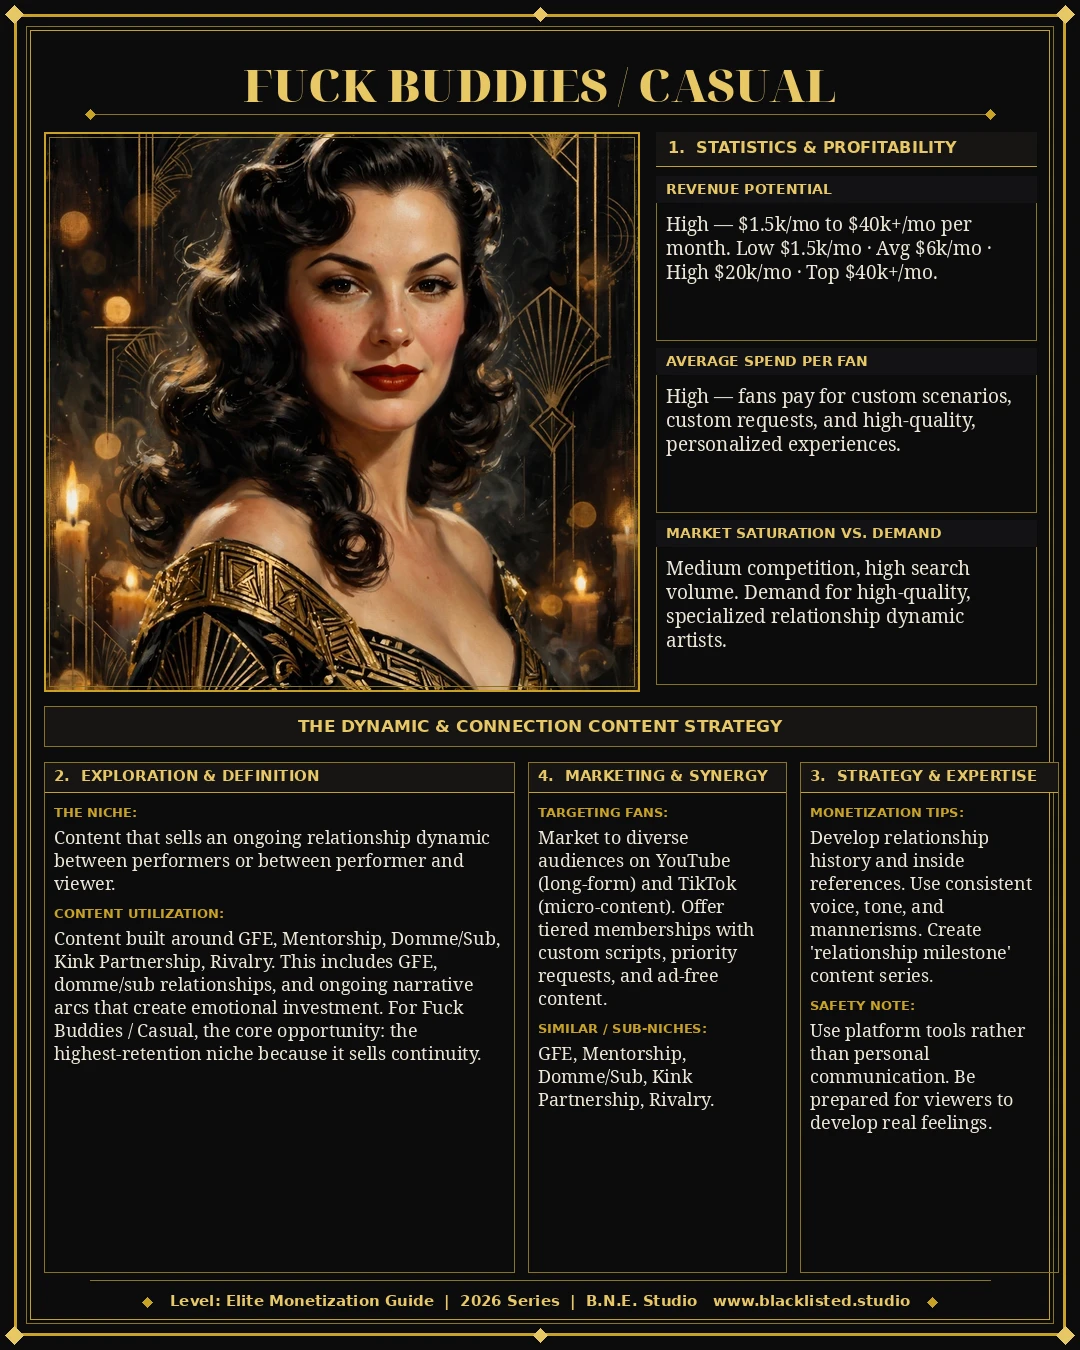 FUCK BUDDIES / CASUAL
1. STATISTICS & PROFITABILITY
REVENUE POTENTIAL
High — $1.5k/mo to $40k+/mo per
month. Low $1.5k/mo · Avg $6k/mo ·
High $20k/mo · Top $40k+/mo.
AVERAGE SPEND PER FAN
High — fans pay for custom scenarios,
custom requests, and high-quality,
personalized experiences.
MARKET SATURATION VS. DEMAND
Medium competition, high search
volume. Demand for high-quality,
specialized relationship dynamic
artists.
THE DYNAMIC & CONNECTION CONTENT STRATEGY
2. EXPLORATION & DEFINITION
THE NICHE:
Content that sells an ongoing relationship dynamic
between performers or between performer and
viewer.
CONTENT UTILIZATION:
Content built around GFE, Mentorship, Domme/Sub,
Kink Partnership, Rivalry. This includes GFE,
domme/sub relationships, and ongoing narrative
arcs that create emotional investment. For Fuck
Buddies / Casual, the core opportunity: the
highest-retention niche because it sells continuity.
4. MARKETING & SYNERGY
TARGETING FANS:
Market to diverse
audiences on YouTube
(long-form) and TikTok
(micro-content). Offer
tiered memberships with
custom scripts, priority
requests, and ad-free
content.
SIMILAR / SUB-NICHES:
GFE, Mentorship,
Domme/Sub, Kink
Partnership, Rivalry.
3. STRATEGY & EXPERTISE
MONETIZATION TIPS:
Develop relationship
history and inside
references. Use consistent
voice, tone, and
mannerisms. Create
'relationship milestone'
content series.
SAFETY NOTE:
Use platform tools rather
than personal
communication. Be
prepared for viewers to
develop real feelings.
Level: Elite Monetization Guide | 2026 Series | B.N.E. Studio www.blacklisted.studio